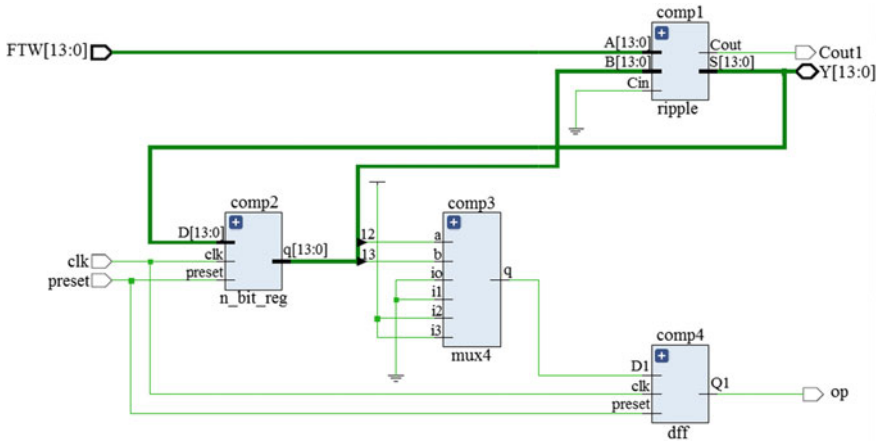 comp1
FTW[13:0]
A[13:0]
Cout
Cout1
B[13:0]
S[13:0]
Y[13:0]
Cin
ripple
comp2
comp3
D[13:0]
12
a
clk
clk
q[13:0]
13
b
preset
preset
io
q
n_bit_reg
i1
i2
i3
mux4
comp4
D1
clk
Q1
op
preset
dff